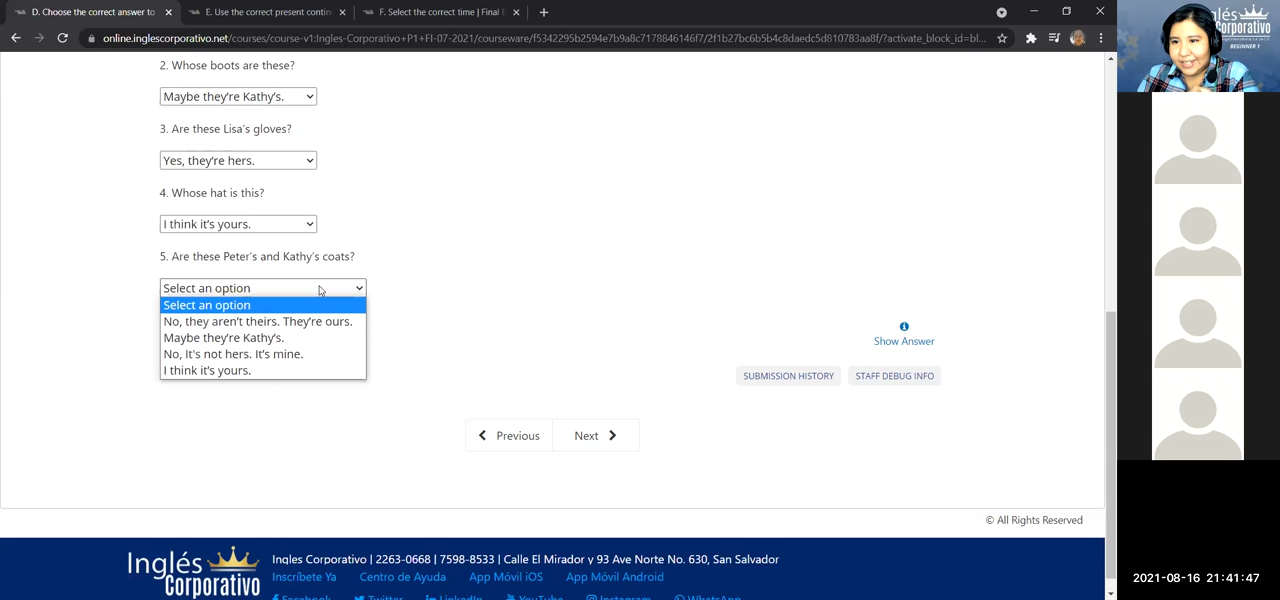 D. Choose the correct answer to
E. Use the correct present contin
F. Select the correct time | Final E
online.inglescorporativo.net/courses/course-v1:Ingles-Corporativo+P1+FI-07-2021/courseware/f5342295b2594e7b9a8c7178846146f7/2f1b27bc6b5b4c8daedc5d810783aa8f/?activate_block_id=bl...
glés
Corporativo
BEGINNER 1
2. Whose boots are these?
Maybe they're Kathy's.
3. Are these Lisa's gloves?
Yes, they're hers.
4. Whose hat is this?
I think it's yours.
5. Are these Peter's and Kathy's coats?
Select an option
Select an option
No, they aren't theirs. They're ours.
Maybe they're Kathy's.
No, It's not hers. It's mine.
I think it's yours.
Show Answer
SUBMISSION HISTORY
STAFF DEBUG INFO
Previous
Next
© All Rights Reserved
Inglés Corporativo
Ingles Corporativo | 2263-0668 | 7598-8533 | Calle El Mirador y 93 Ave Norte No. 630, San Salvador
Inscríbete Ya Centro de Ayuda App Móvil iOS App Móvil Android
Facebook Twitter LinkedIn YouTube Instagram WhatsApp
2021-08-16 21:41:47